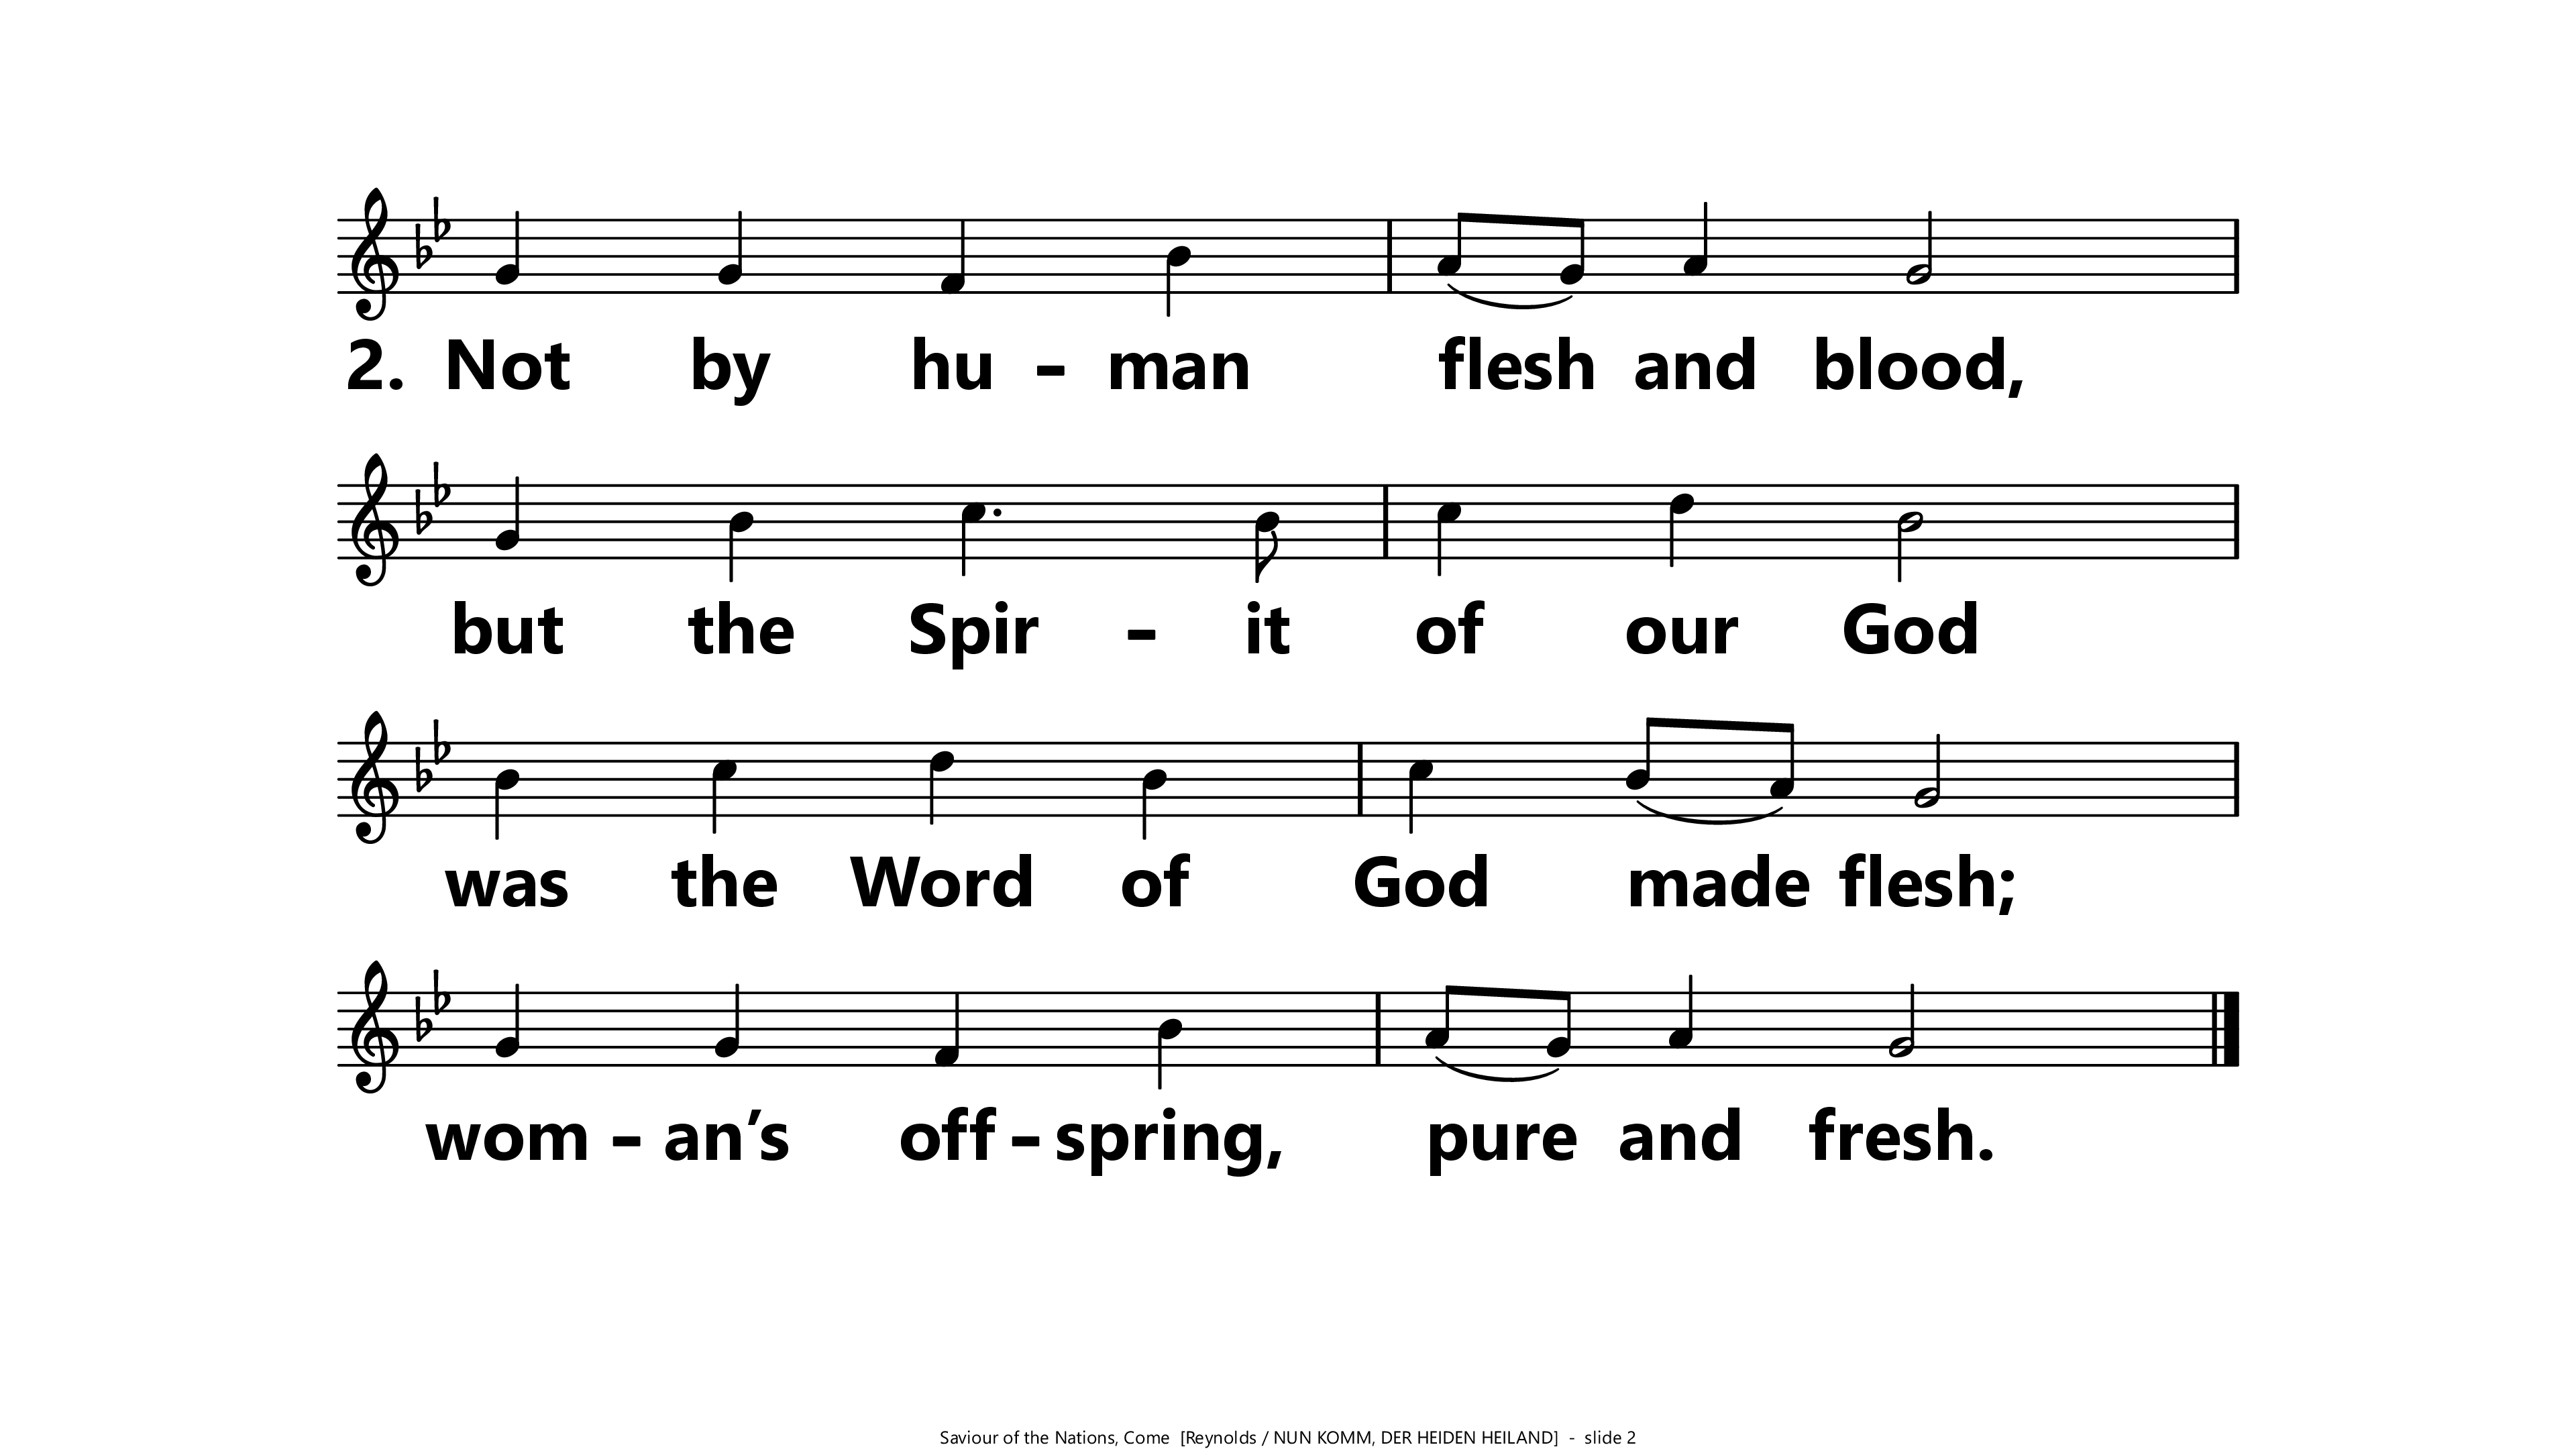 2. Not by hu - man flesh and blood,
but the Spir - it of our God
was the Word of God made flesh;
wom - an’s off - spring, pure and fresh.
Saviour of the Nations, Come [Reynolds / NUN KOMM, DER HEIDEN HEILAND] - slide 2